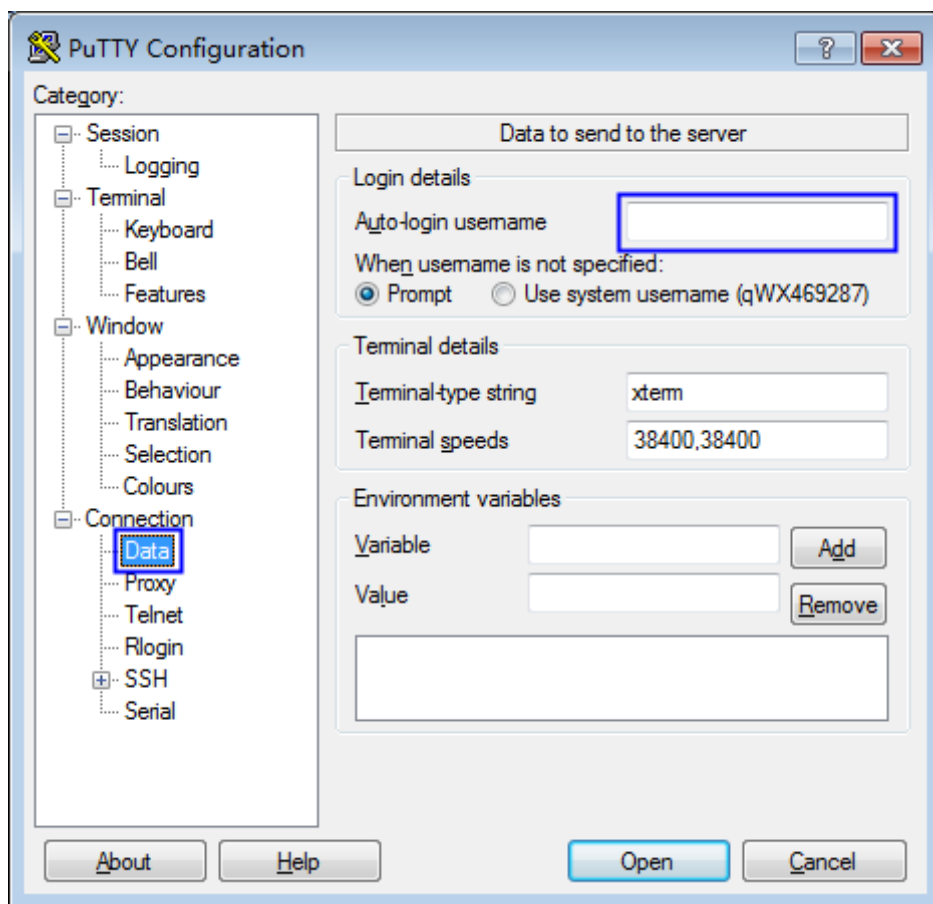 PuTTY Configuration
Category:
Session
Logging
Terminal
Keyboard
Bell
Features
Window
Appearance
Behaviour
Translation
Selection
Colours
Connection
Data
Proxy
Telnet
Rlogin
SSH
Serial
Data to send to the server
Login details
Auto-login username
When username is not specified:
Prompt Use system username (qWX469287)
Terminal details
Terminal-type string xterm
Terminal speeds 38400,38400
Environment variables
Variable Add
Value Remove
About Help Open Cancel